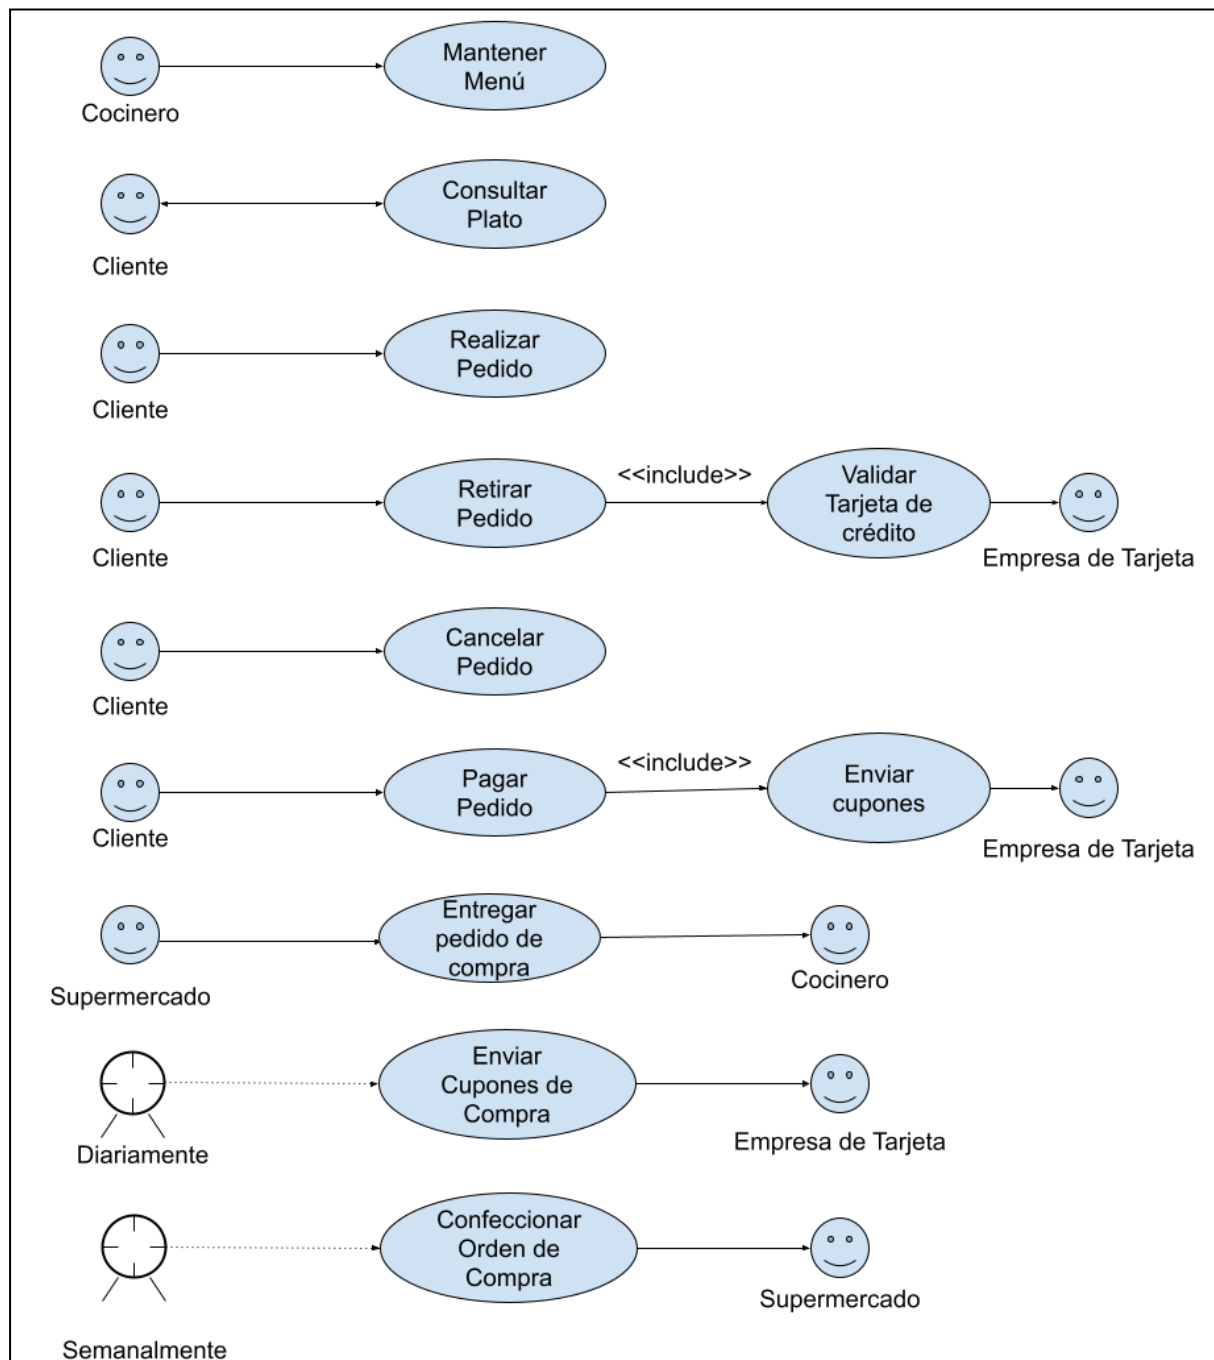 Mantener
Menú
Cocinero
Consultar
Plato
Cliente
Realizar
Pedido
Cliente
Retirar
Pedido
<<include>>
Validar
Tarjeta de
crédito
Cliente
Empresa de Tarjeta
Cancelar
Pedido
Cliente
Pagar
Pedido
<<include>>
Enviar
cupones
Cliente
Empresa de Tarjeta
Entregar
pedido de
compra
Supermercado
Cocinero
Enviar
Cupones de
Compra
Diariamente
Empresa de Tarjeta
Confeccionar
Orden de
Compra
Supermercado
Semanalmente